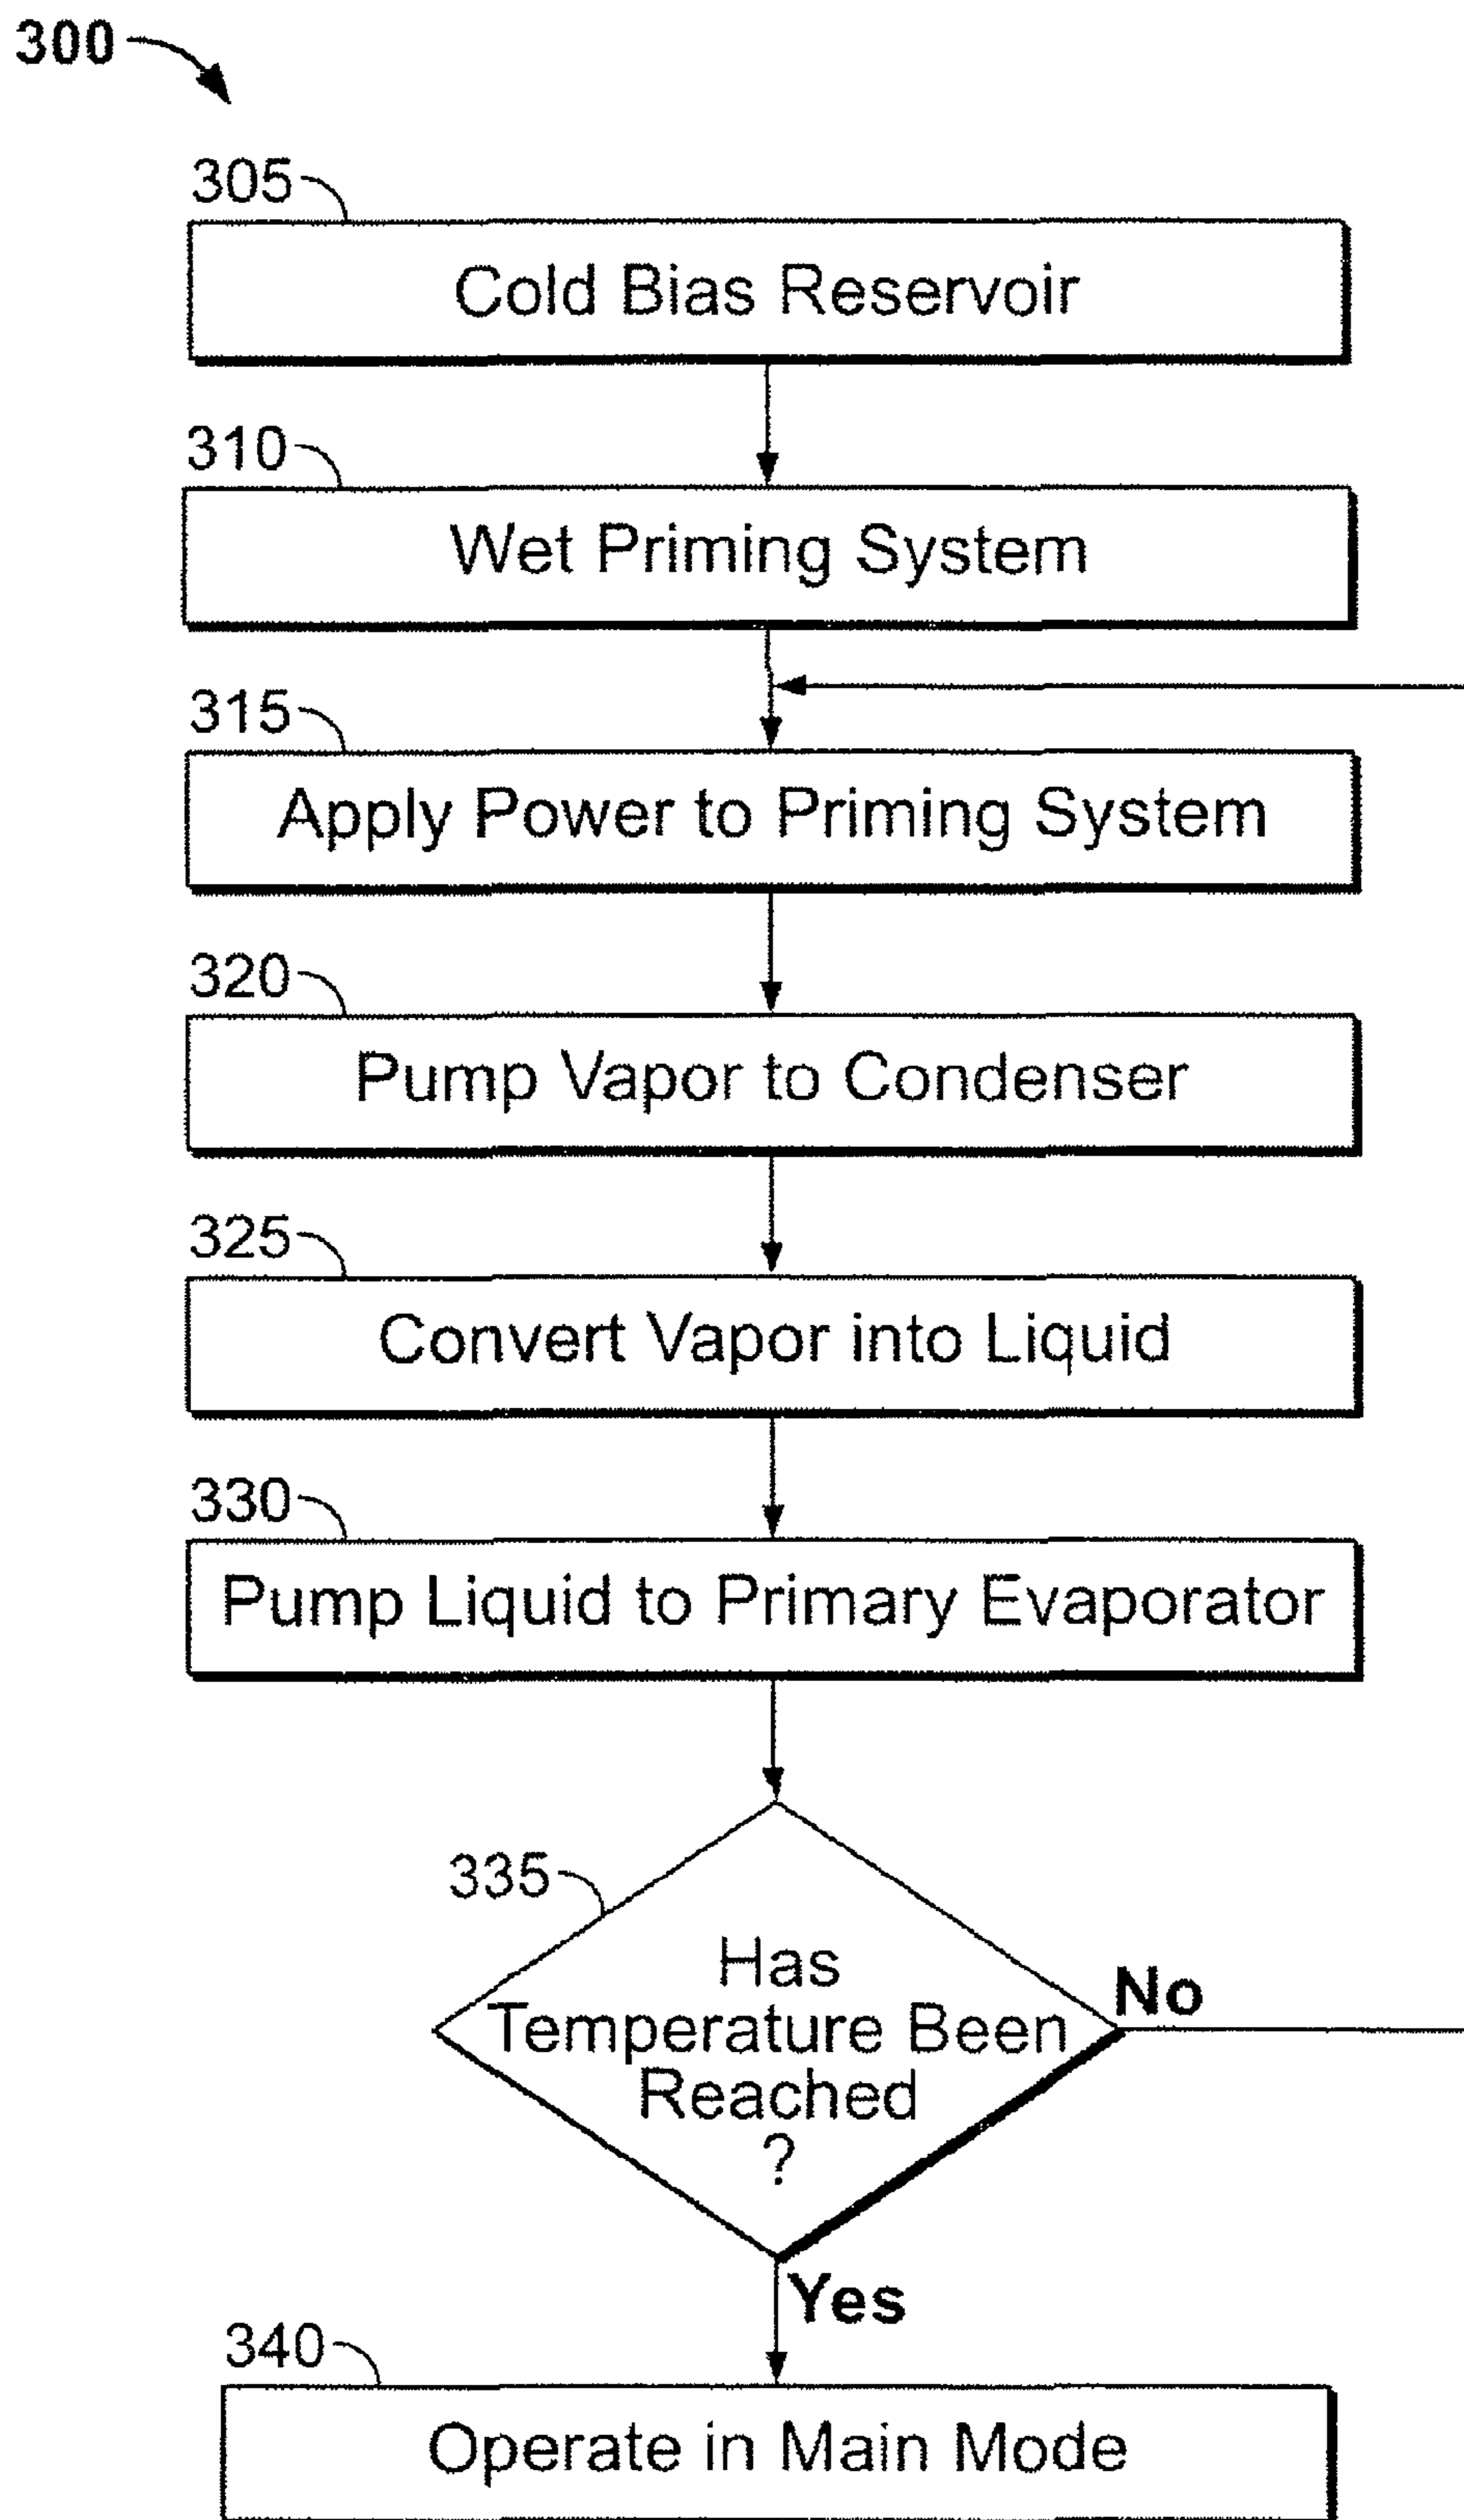 300
305
Cold Bias Reservoir
310
Wet Priming System
315
Apply Power to Priming System
320
Pump Vapor to Condenser
325
Convert Vapor into Liquid
330
Pump Liquid to Primary Evaporator
335
Has
Temperature Been
Reached
?
No
Yes
340
Operate in Main Mode